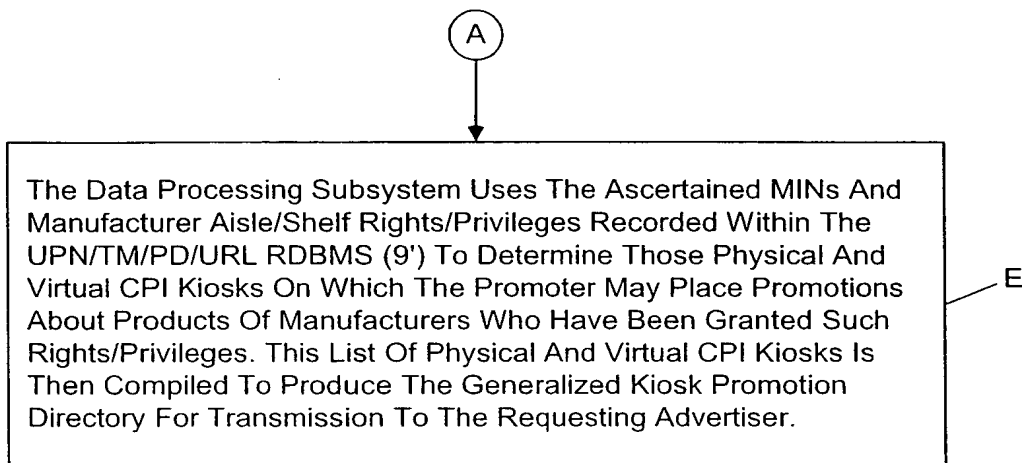 A
The Data Processing Subsystem Uses The Ascertained MINs And
Manufacturer Aisle/Shelf Rights/Privileges Recorded Within The
UPN/TM/PD/URL RDBMS (9') To Determine Those Physical And
Virtual CPI Kiosks On Which The Promoter May Place Promotions
About Products Of Manufacturers Who Have Been Granted Such
Rights/Privileges. This List Of Physical And Virtual CPI Kiosks Is
Then Compiled To Produce The Generalized Kiosk Promotion
Directory For Transmission To The Requesting Advertiser.
E